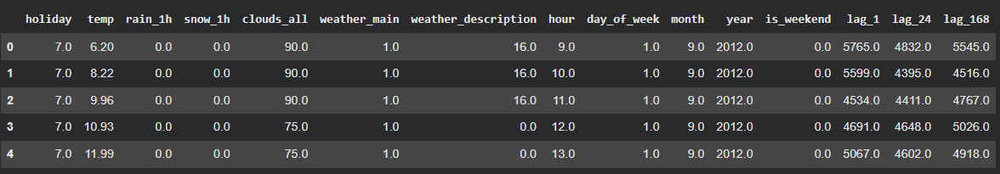 holiday temp rain_1h snow_1h clouds_all weather_main weather_description hour day_of_week month year is_weekend lag_1 lag_24 lag_168
0 7.0 6.20 0.0 0.0 90.0 1.0 16.0 9.0 1.0 9.0 2012.0 0.0 5765.0 4832.0 5545.0
1 7.0 8.22 0.0 0.0 90.0 1.0 16.0 10.0 1.0 9.0 2012.0 0.0 5599.0 4395.0 4516.0
2 7.0 9.96 0.0 0.0 90.0 1.0 16.0 11.0 1.0 9.0 2012.0 0.0 4534.0 4411.0 4767.0
3 7.0 10.93 0.0 0.0 75.0 1.0 0.0 12.0 1.0 9.0 2012.0 0.0 4691.0 4648.0 5026.0
4 7.0 11.99 0.0 0.0 75.0 1.0 0.0 13.0 1.0 9.0 2012.0 0.0 5067.0 4602.0 4918.0